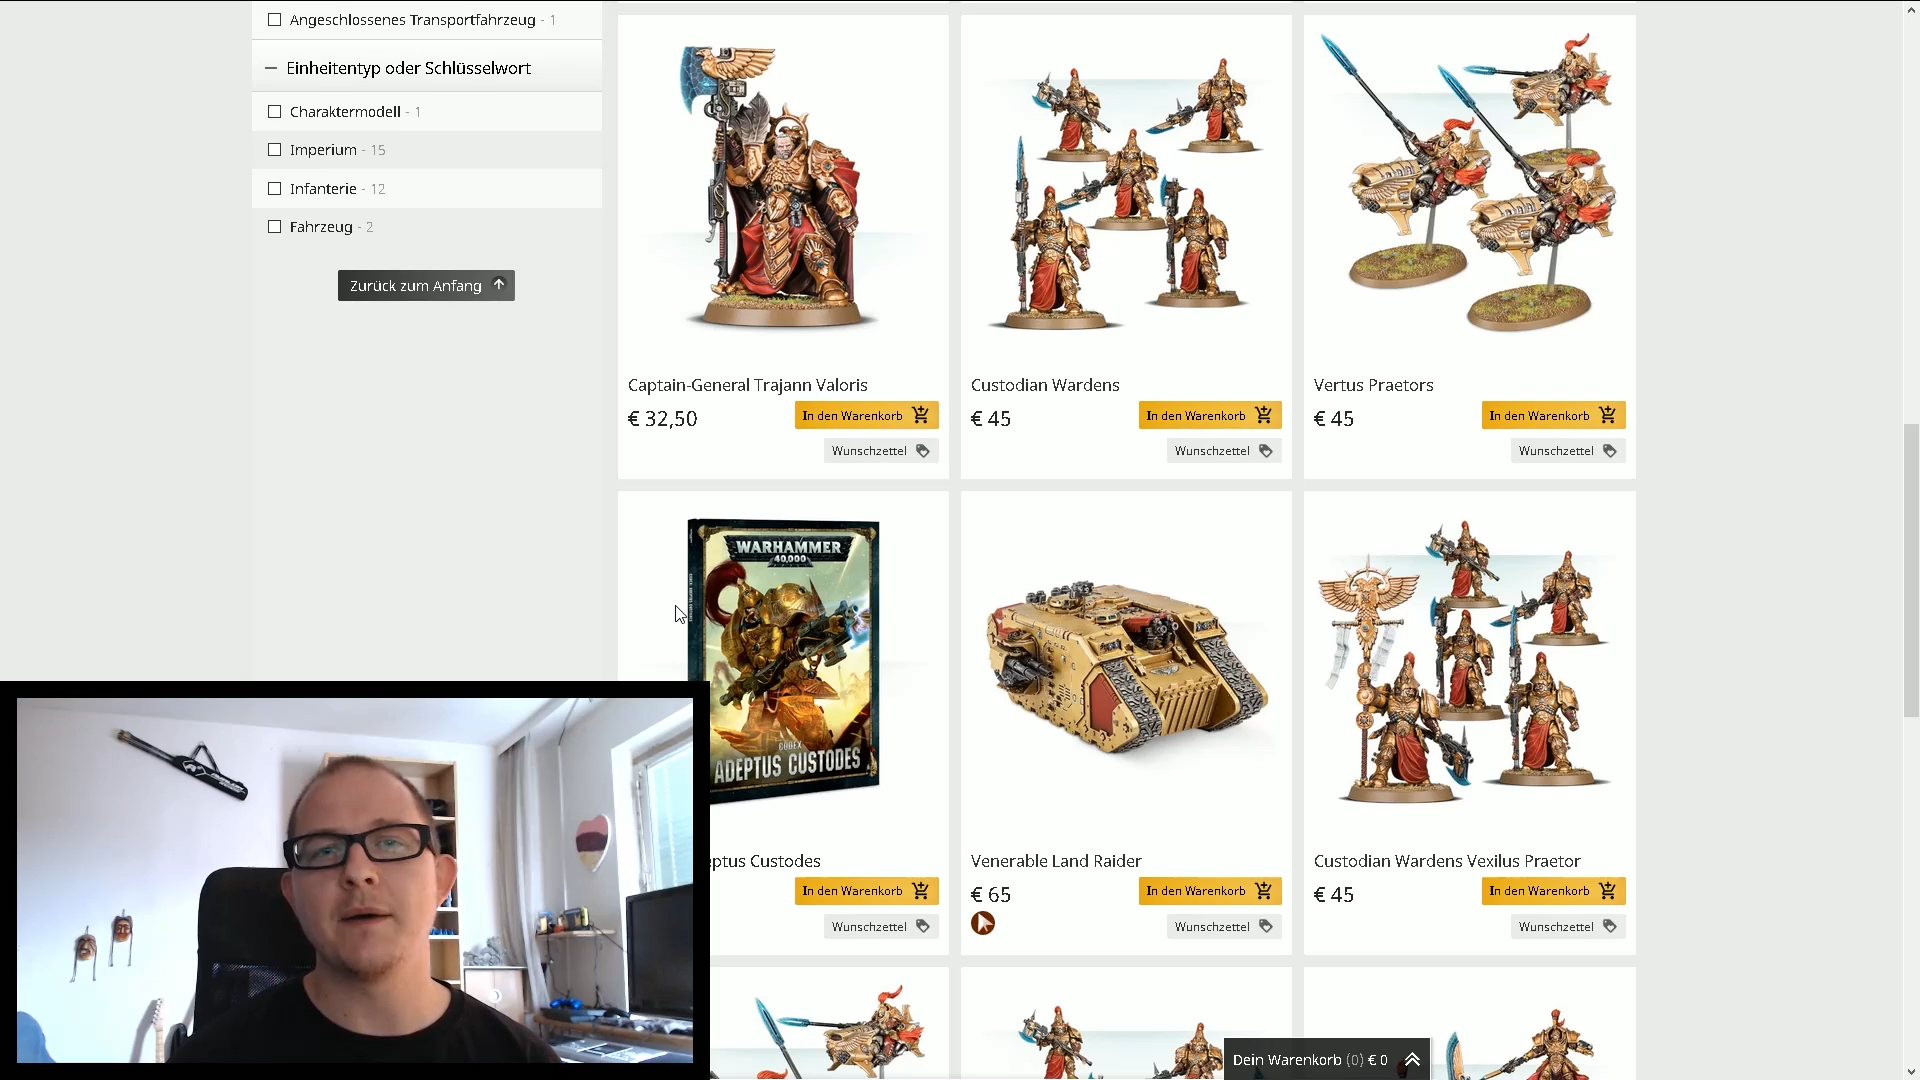 Angeschlossenes Transportfahrzeug - 1
Einheitentyp oder Schlüsselwort
Charaktermodell - 1
Imperium - 15
Infanterie - 12
Fahrzeug - 2
Zurück zum Anfang
Captain-General Trajann Valoris
€ 32,50
In den Warenkorb
Wunschzettel
Custodian Wardens
€ 45
In den Warenkorb
Wunschzettel
Vertus Praetors
€ 45
In den Warenkorb
Wunschzettel
WARHAMMER
40,000
CODEX
ADEPTUS CUSTODES
eptus Custodes
In den Warenkorb
Wunschzettel
Venerable Land Raider
€ 65
In den Warenkorb
Wunschzettel
Custodian Wardens Vexilus Praetor
€ 45
In den Warenkorb
Wunschzettel
Dein Warenkorb (0) € 0